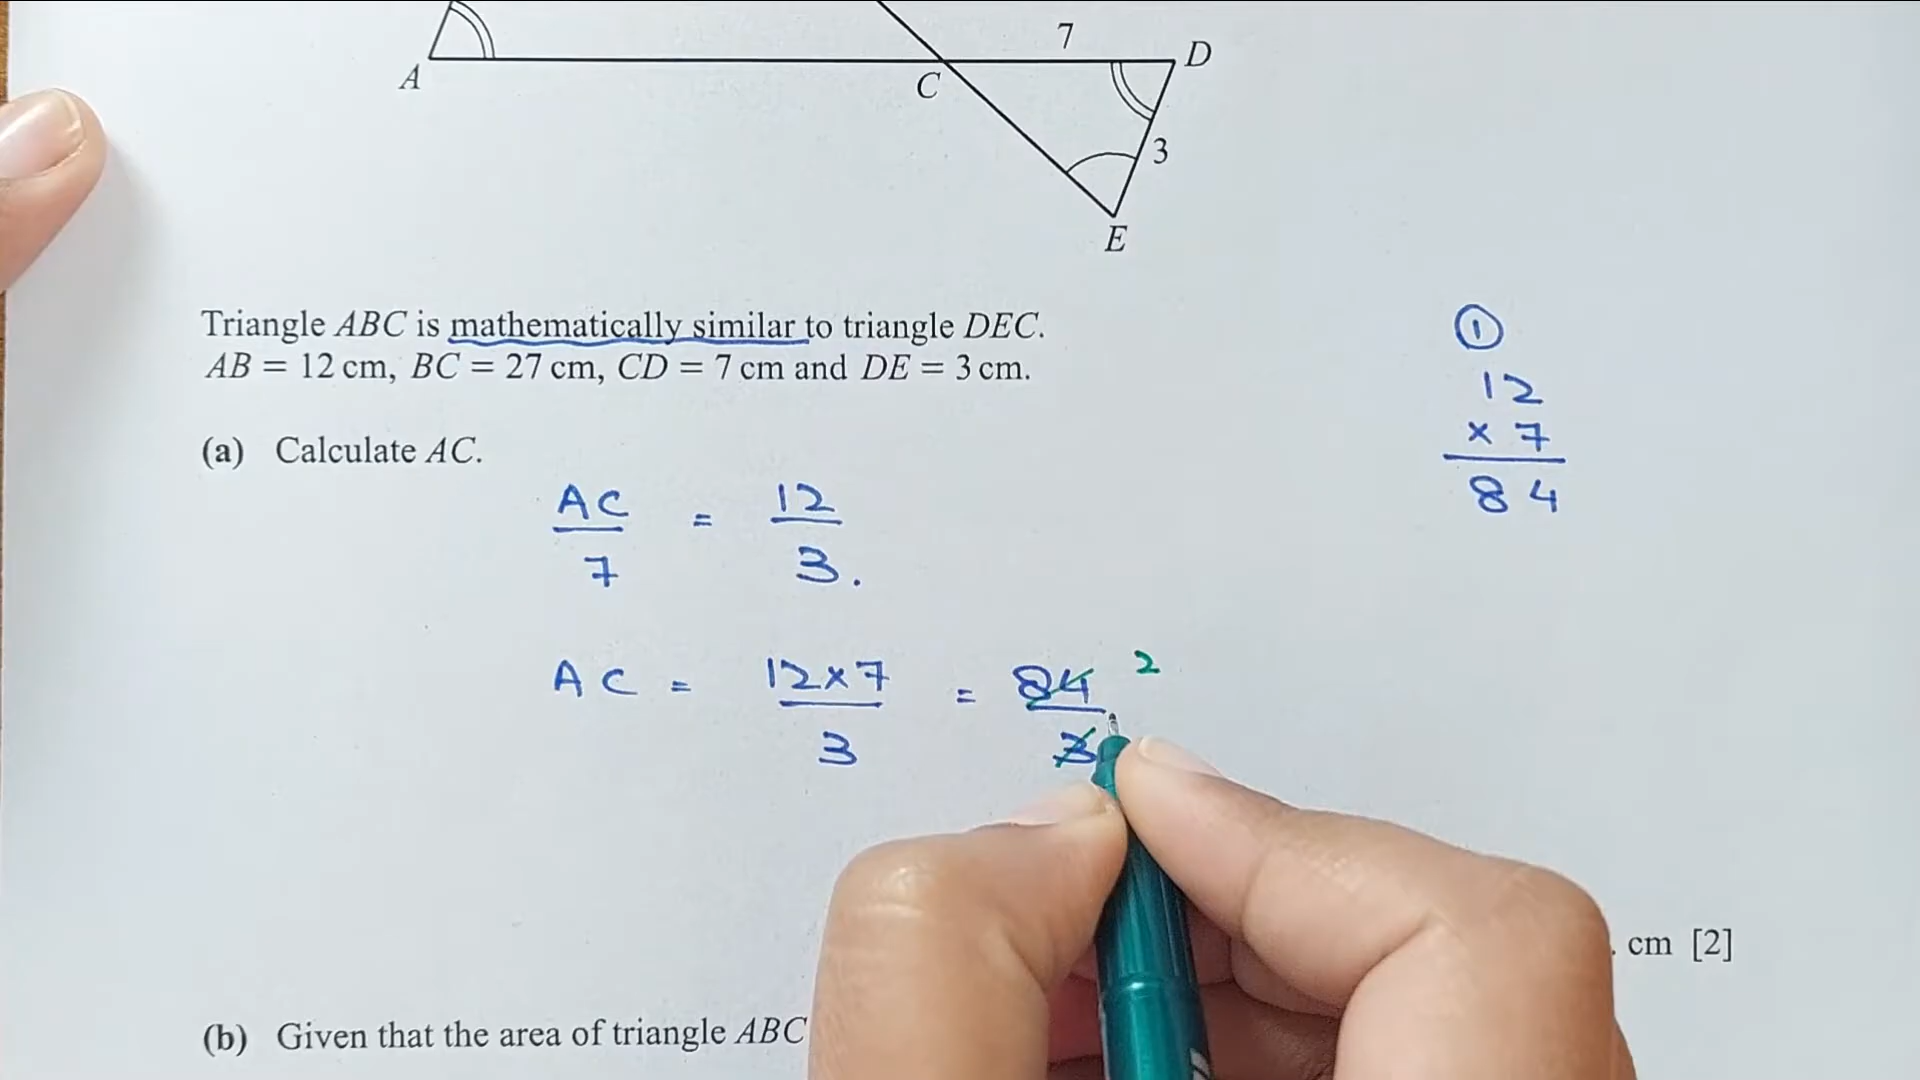 7
A
C
D
3
E
Triangle ABC is mathematically similar to triangle DEC.
AB = 12 cm, BC = 27 cm, CD = 7 cm and DE = 3 cm.
(a) Calculate AC.
AC / 7 = 12 / 3.
AC = 12×7 / 3 = 84 / 3 2
1
12
× 7
84
. cm [2]
(b) Given that the area of triangle ABC